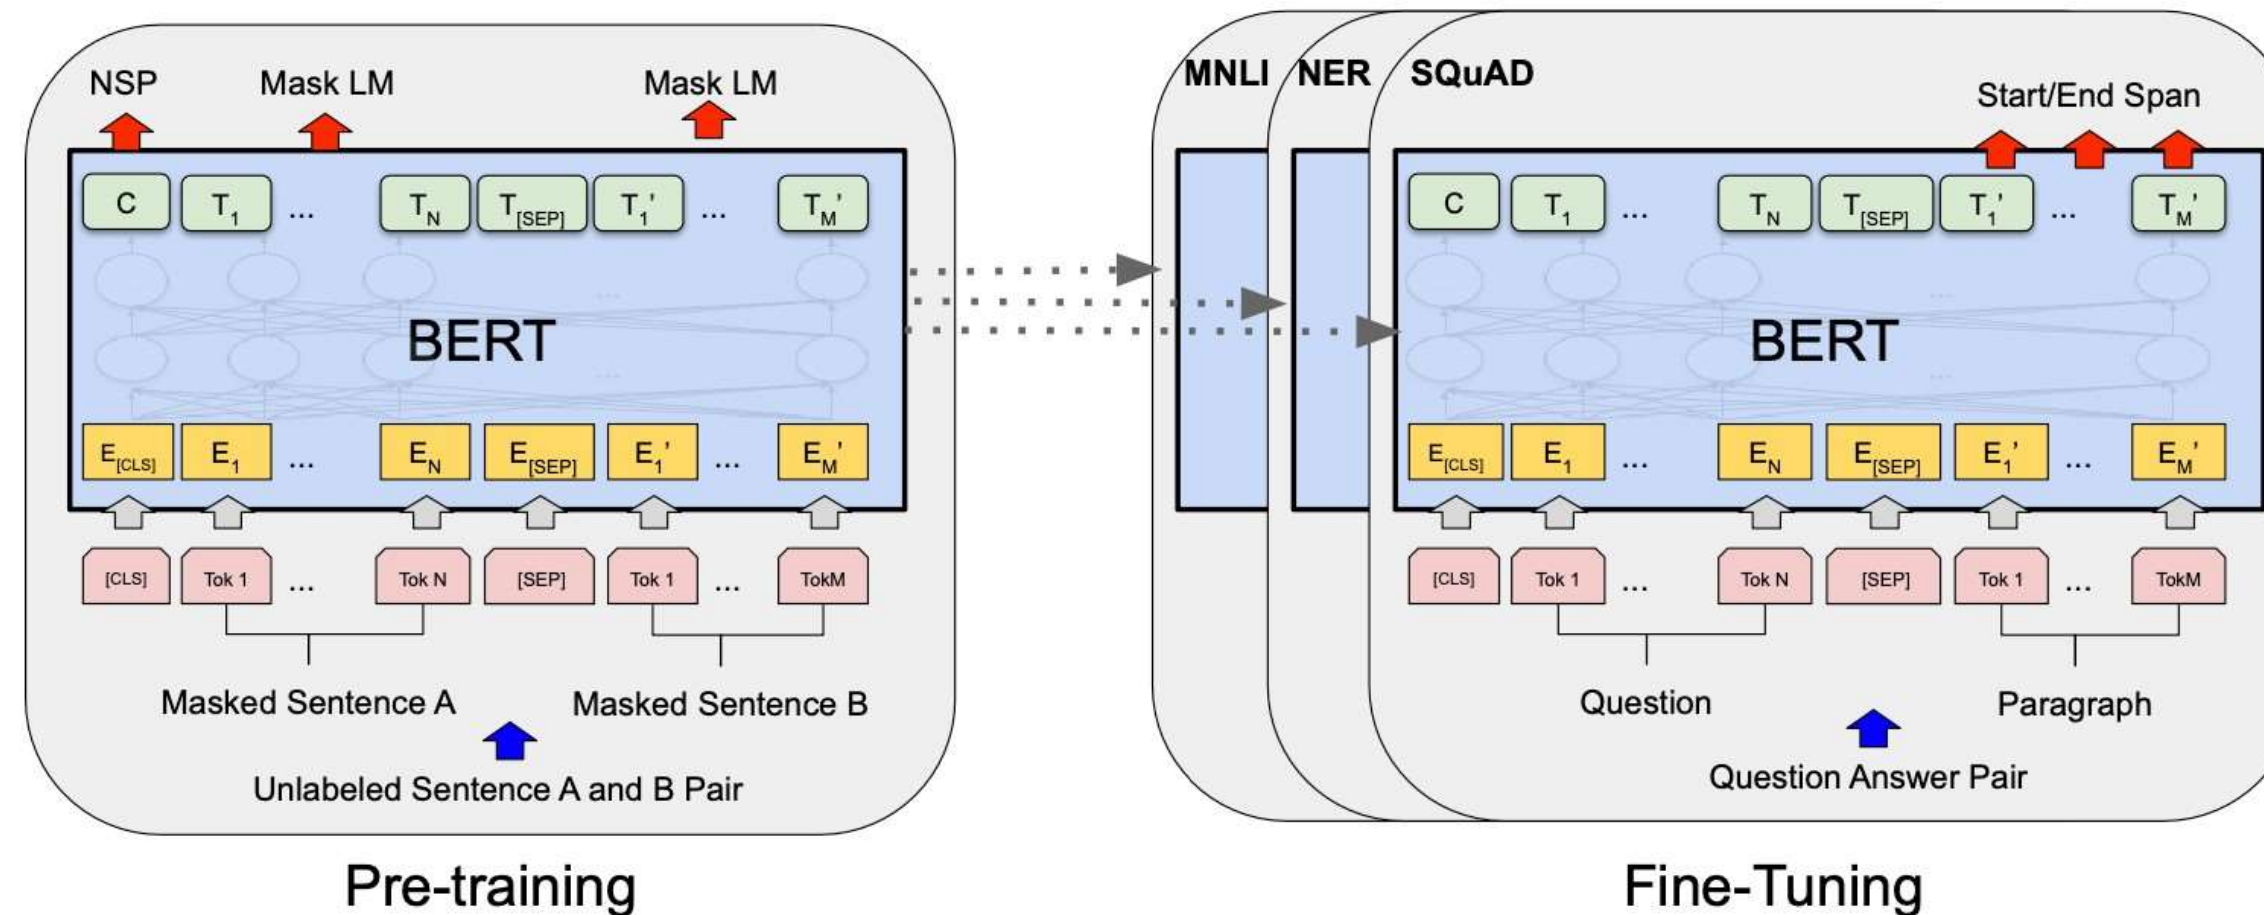 NSP Mask LM Mask LM
C T1 ... TN T[SEP] T1' ... TM'
...
BERT
...
E[CLS] E1 ... EN E[SEP] E1' ... EM'
[CLS] Tok 1 ... Tok N [SEP] Tok 1 ... TokM
Masked Sentence A Masked Sentence B
Unlabeled Sentence A and B Pair
Pre-training
MNLI NER SQuAD
Start/End Span
C T1 ... TN T[SEP] T1' ... TM'
...
BERT
...
E[CLS] E1 ... EN E[SEP] E1' ... EM'
[CLS] Tok 1 ... Tok N [SEP] Tok 1 ... TokM
Question Paragraph
Question Answer Pair
Fine-Tuning